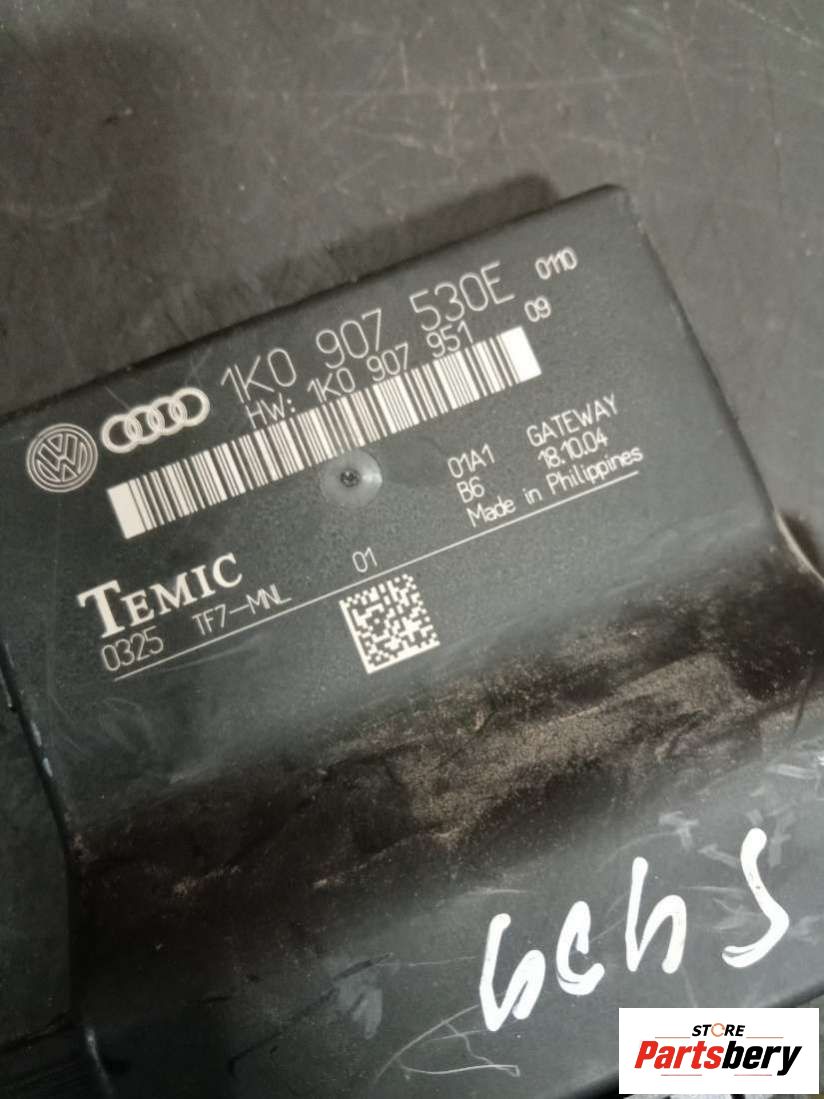 1K0 907 530E 0110
HW: 1K0 907 951 09
01A1 GATEWAY
B6 18.10.04
Made in Philippines
TEMIC
0325 TF7-MNL 01
STORE
Partsbery